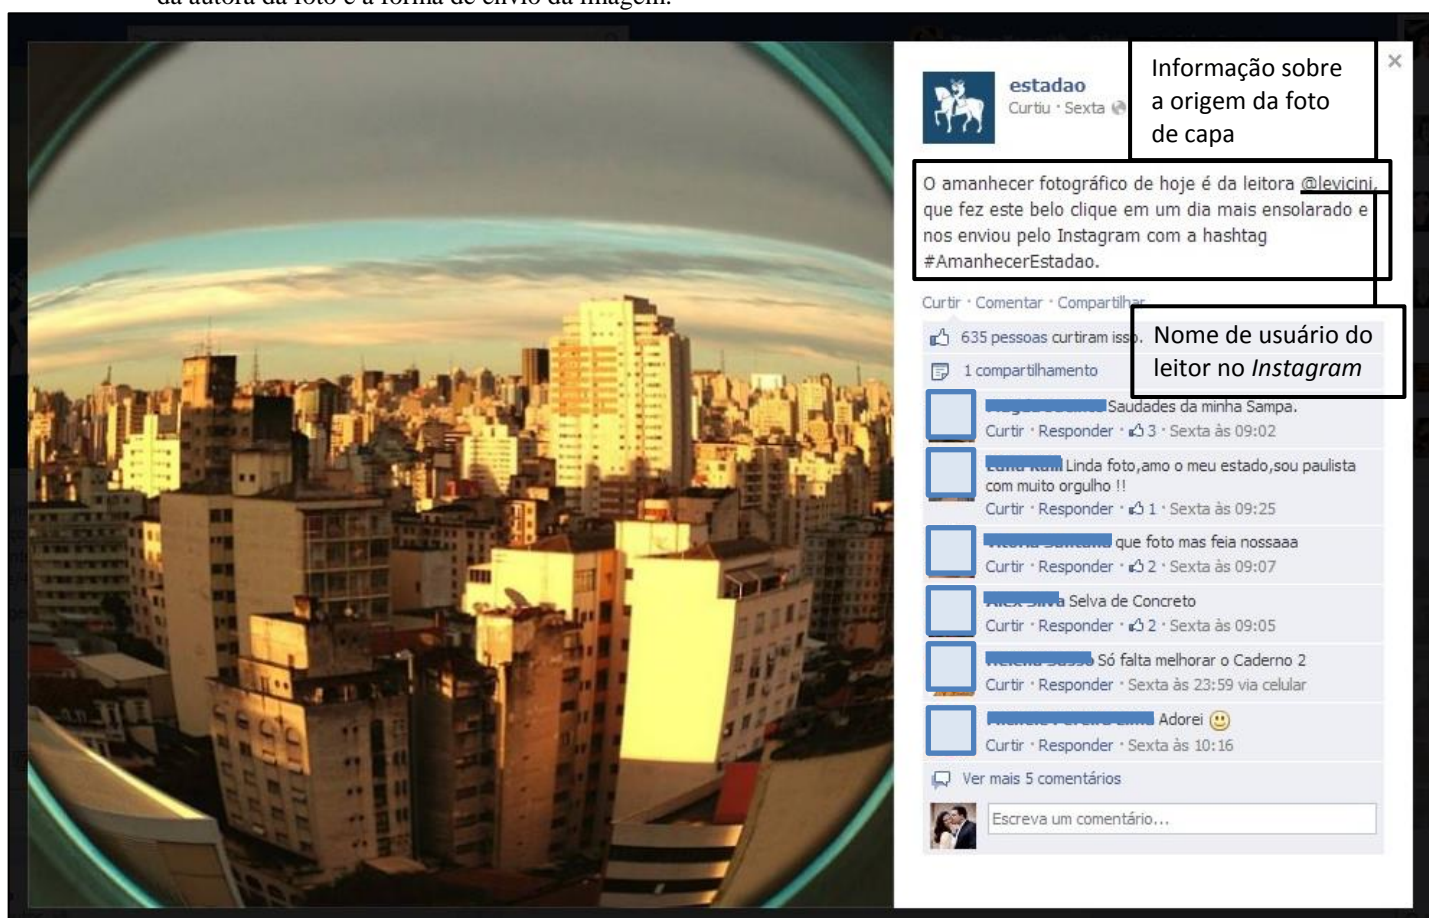 da autora da foto e a forma de envio da imagem.
estadao
Curtiu · Sexta
Informação sobre
a origem da foto
de capa
O amanhecer fotográfico de hoje é da leitora @levicini,
que fez este belo clique em um dia mais ensolarado e
nos enviou pelo Instagram com a hashtag
#AmanhecerEstadao.
Curtir · Comentar · Compartilhar
635 pessoas curtiram isso.
1 compartilhamento
Nome de usuário do
leitor no Instagram
Saudades da minha Sampa.
Curtir · Responder · 3 · Sexta às 09:02
Linda foto,amo o meu estado,sou paulista
com muito orgulho !!
Curtir · Responder · 1 · Sexta às 09:25
que foto mas feia nossaaa
Curtir · Responder · 2 · Sexta às 09:07
Selva de Concreto
Curtir · Responder · 2 · Sexta às 09:05
Só falta melhorar o Caderno 2
Curtir · Responder · Sexta às 23:59 via celular
Adorei
Curtir · Responder · Sexta às 10:16
Ver mais 5 comentários
Escreva um comentário...